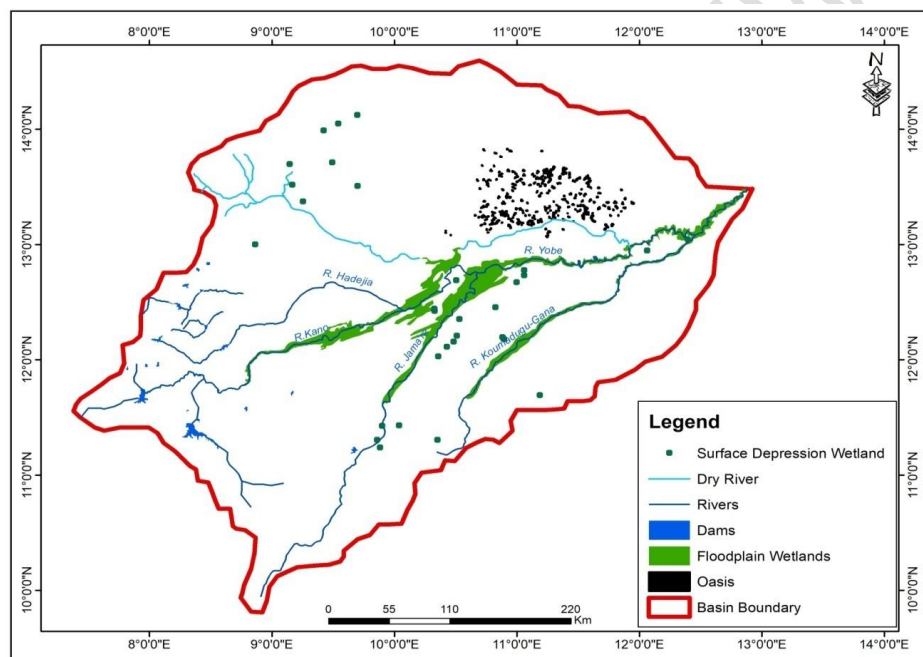 8°0'0"E 9°0'0"E 10°0'0"E 11°0'0"E 12°0'0"E 13°0'0"E 14°0'0"E
N
14°0'0"N 14°0'0"N
13°0'0"N 13°0'0"N
R. Yobe
R. Hadejia
R.Kano
R. Jama
R. Koumadugu-Gana
12°0'0"N 12°0'0"N
11°0'0"N 11°0'0"N
10°0'0"N 10°0'0"N
Legend
Surface Depression Wetland
Dry River
Rivers
Dams
Floodplain Wetlands
Oasis
Basin Boundary
0 55 110 220
Km
8°0'0"E 9°0'0"E 10°0'0"E 11°0'0"E 12°0'0"E 13°0'0"E 14°0'0"E